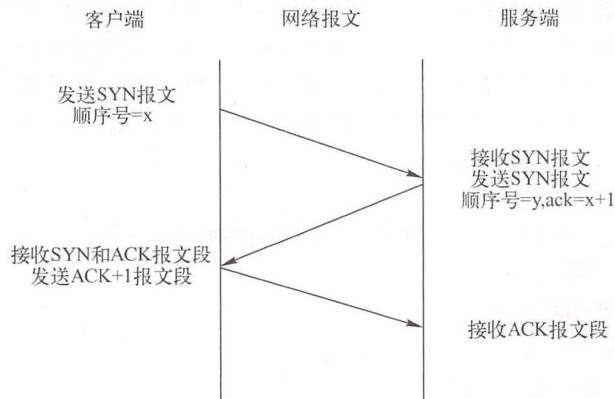 客户端
网络报文
服务端
发送SYN报文
顺序号=x
接收SYN报文
发送SYN报文
顺序号=y,ack=x+1
接收SYN和ACK报文段
发送ACK+1报文段
接收ACK报文段